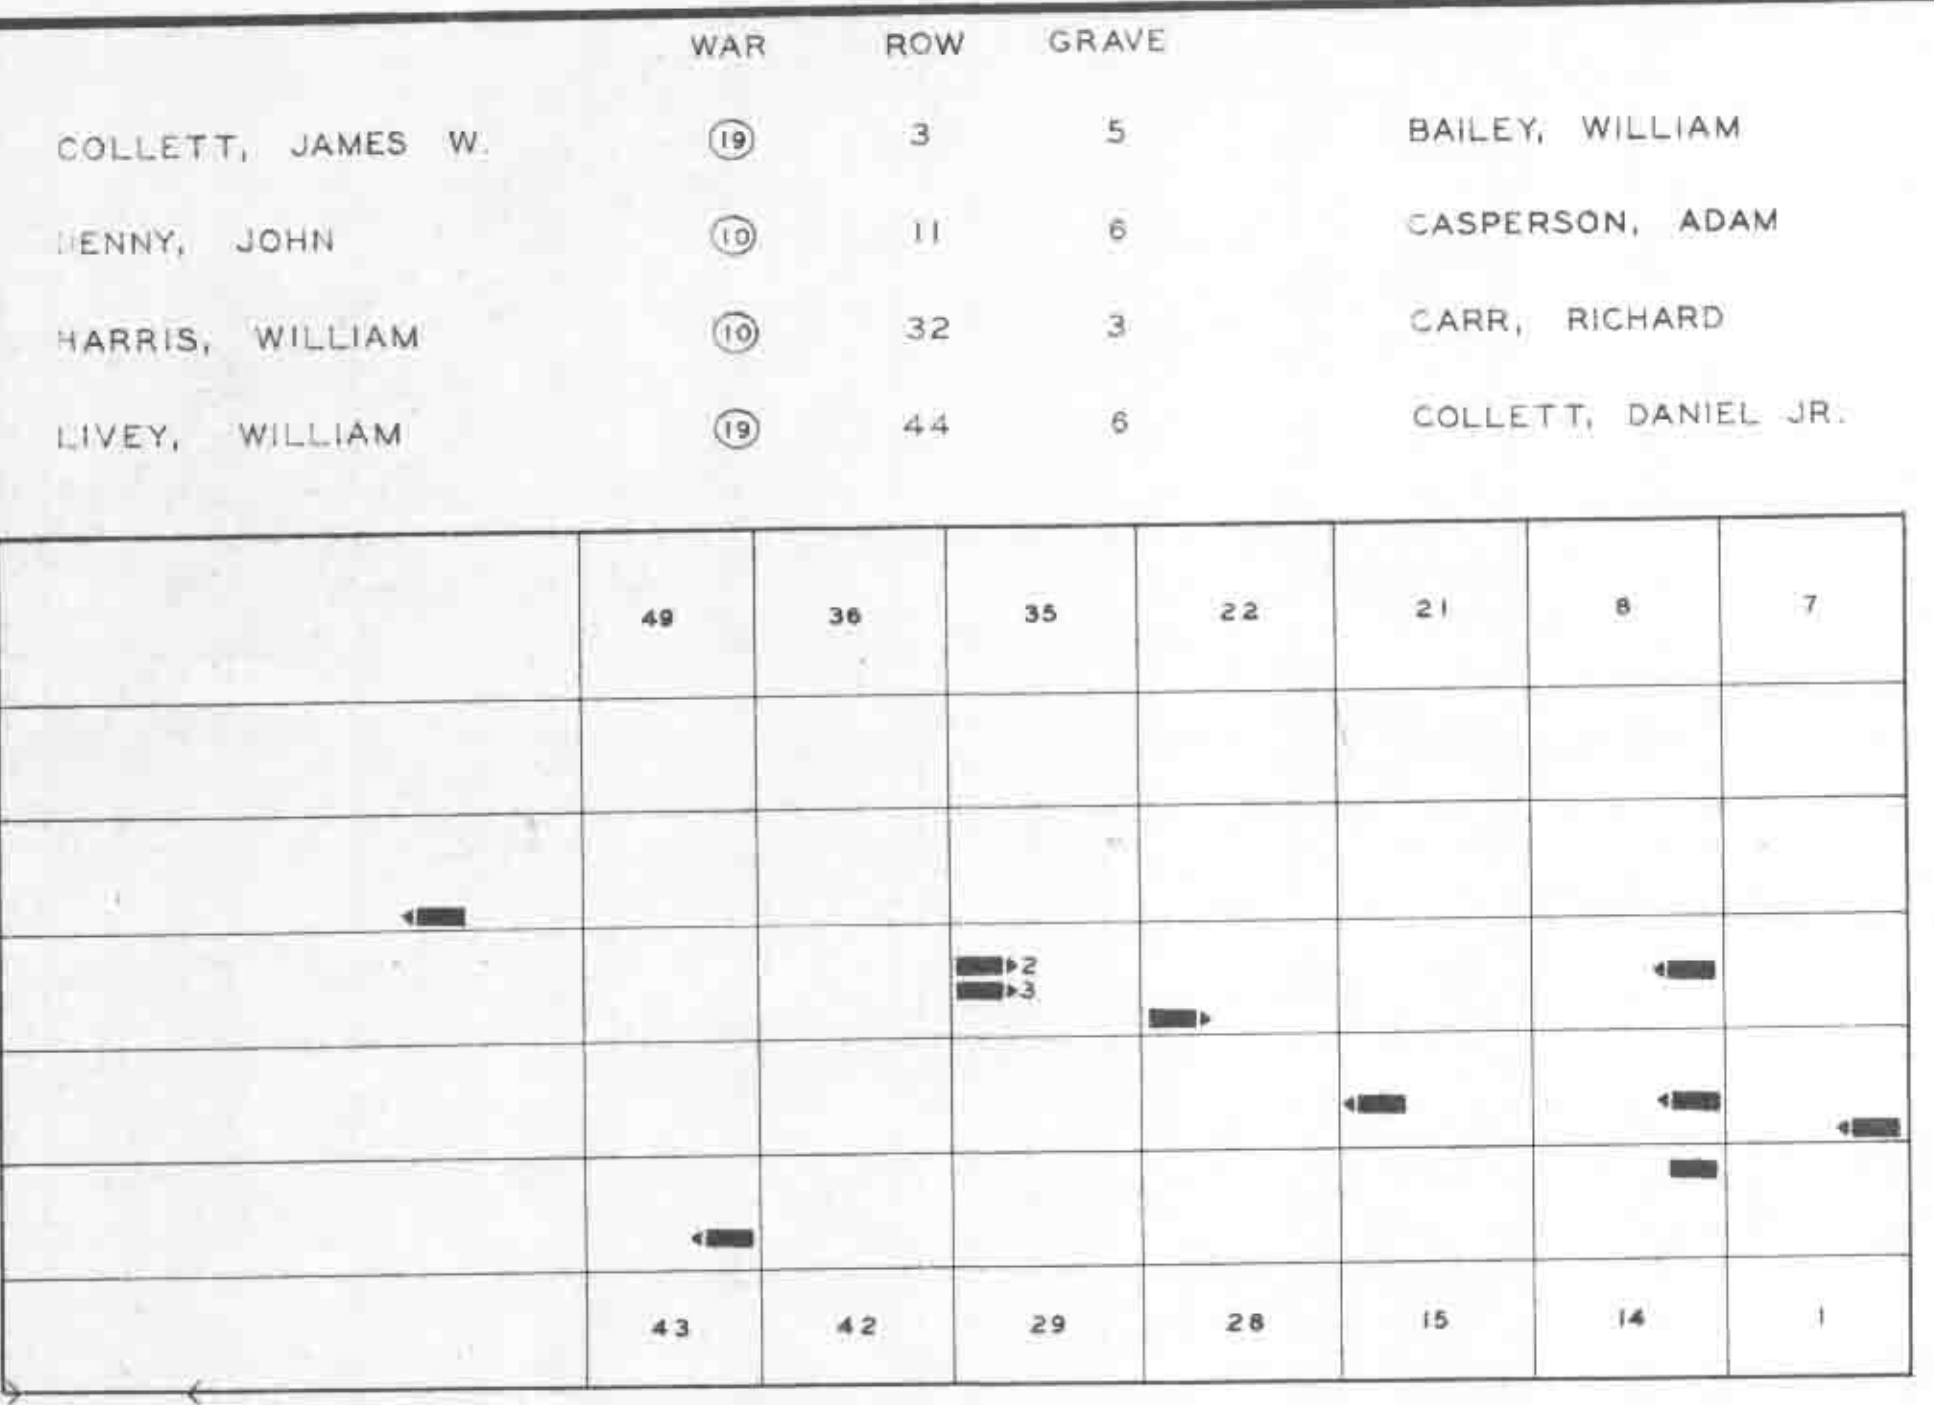 WAR ROW GRAVE
COLLETT, JAMES W. 19 3 5 BAILEY, WILLIAM
JOHN 10 11 6 CASPERSON, ADAM
HARRIS, WILLIAM 10 32 3 CARR, RICHARD
LIVEY, WILLIAM 19 44 6 COLLETT, DANIEL JR.
49 36 35 22 21 8 7
2
3
43 42 29 28 15 14 1